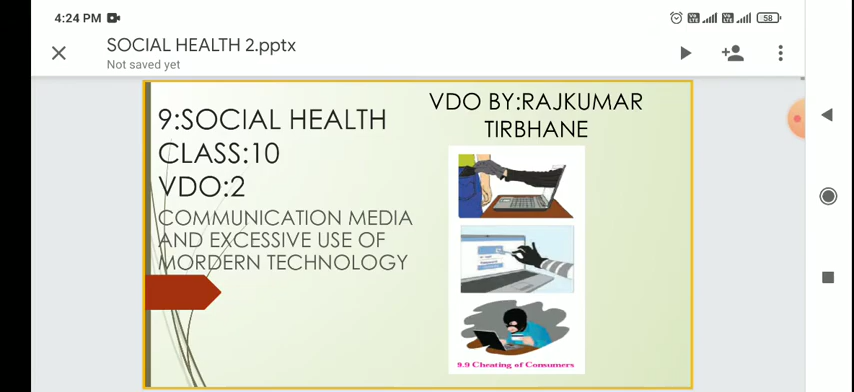 4:24 PM
58
SOCIAL HEALTH 2.pptx
Not saved yet
9:SOCIAL HEALTH
CLASS:10
VDO:2
COMMUNICATION MEDIA
AND EXCESSIVE USE OF
MORDERN TECHNOLOGY
VDO BY:RAJKUMAR
TIRBHANE
9.9 Cheating of Consumers